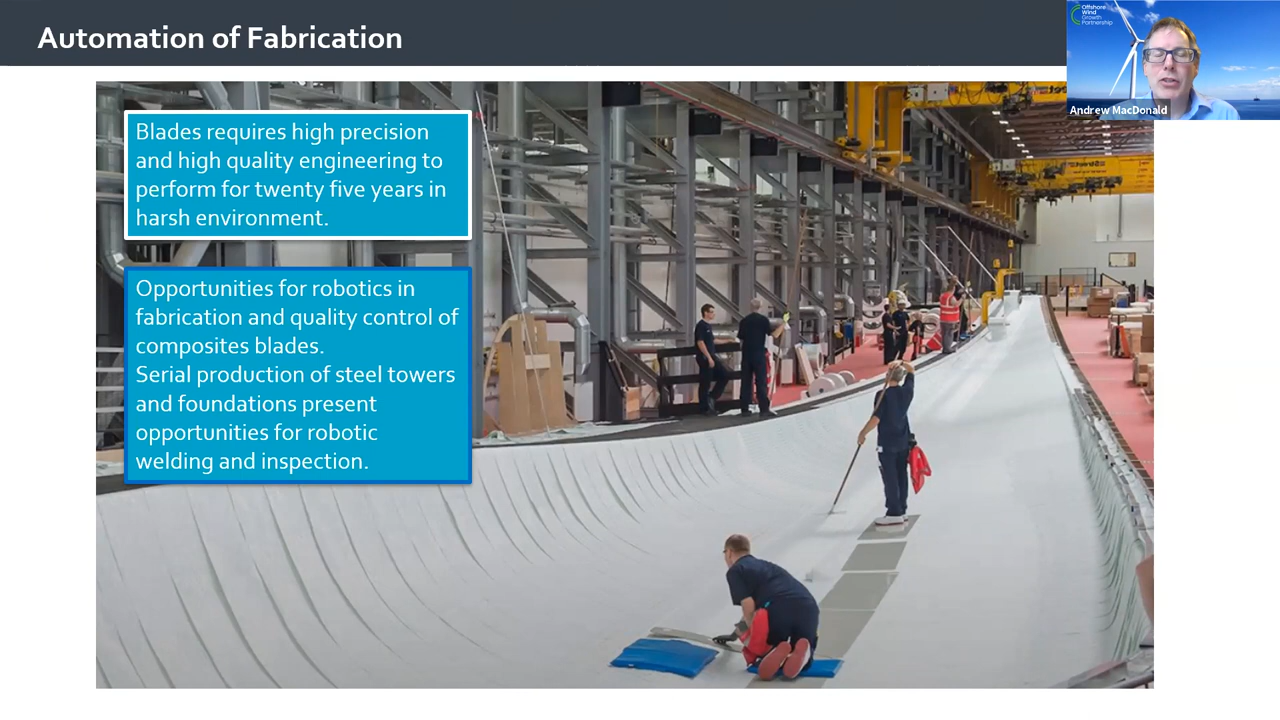 Automation of Fabrication
Offshore
Wind
Growth
Partnership
Andrew MacDonald
Blades requires high precision
and high quality engineering to
perform for twenty five years in
harsh environment.
Opportunities for robotics in
fabrication and quality control of
composites blades.
Serial production of steel towers
and foundations present
opportunities for robotic
welding and inspection.